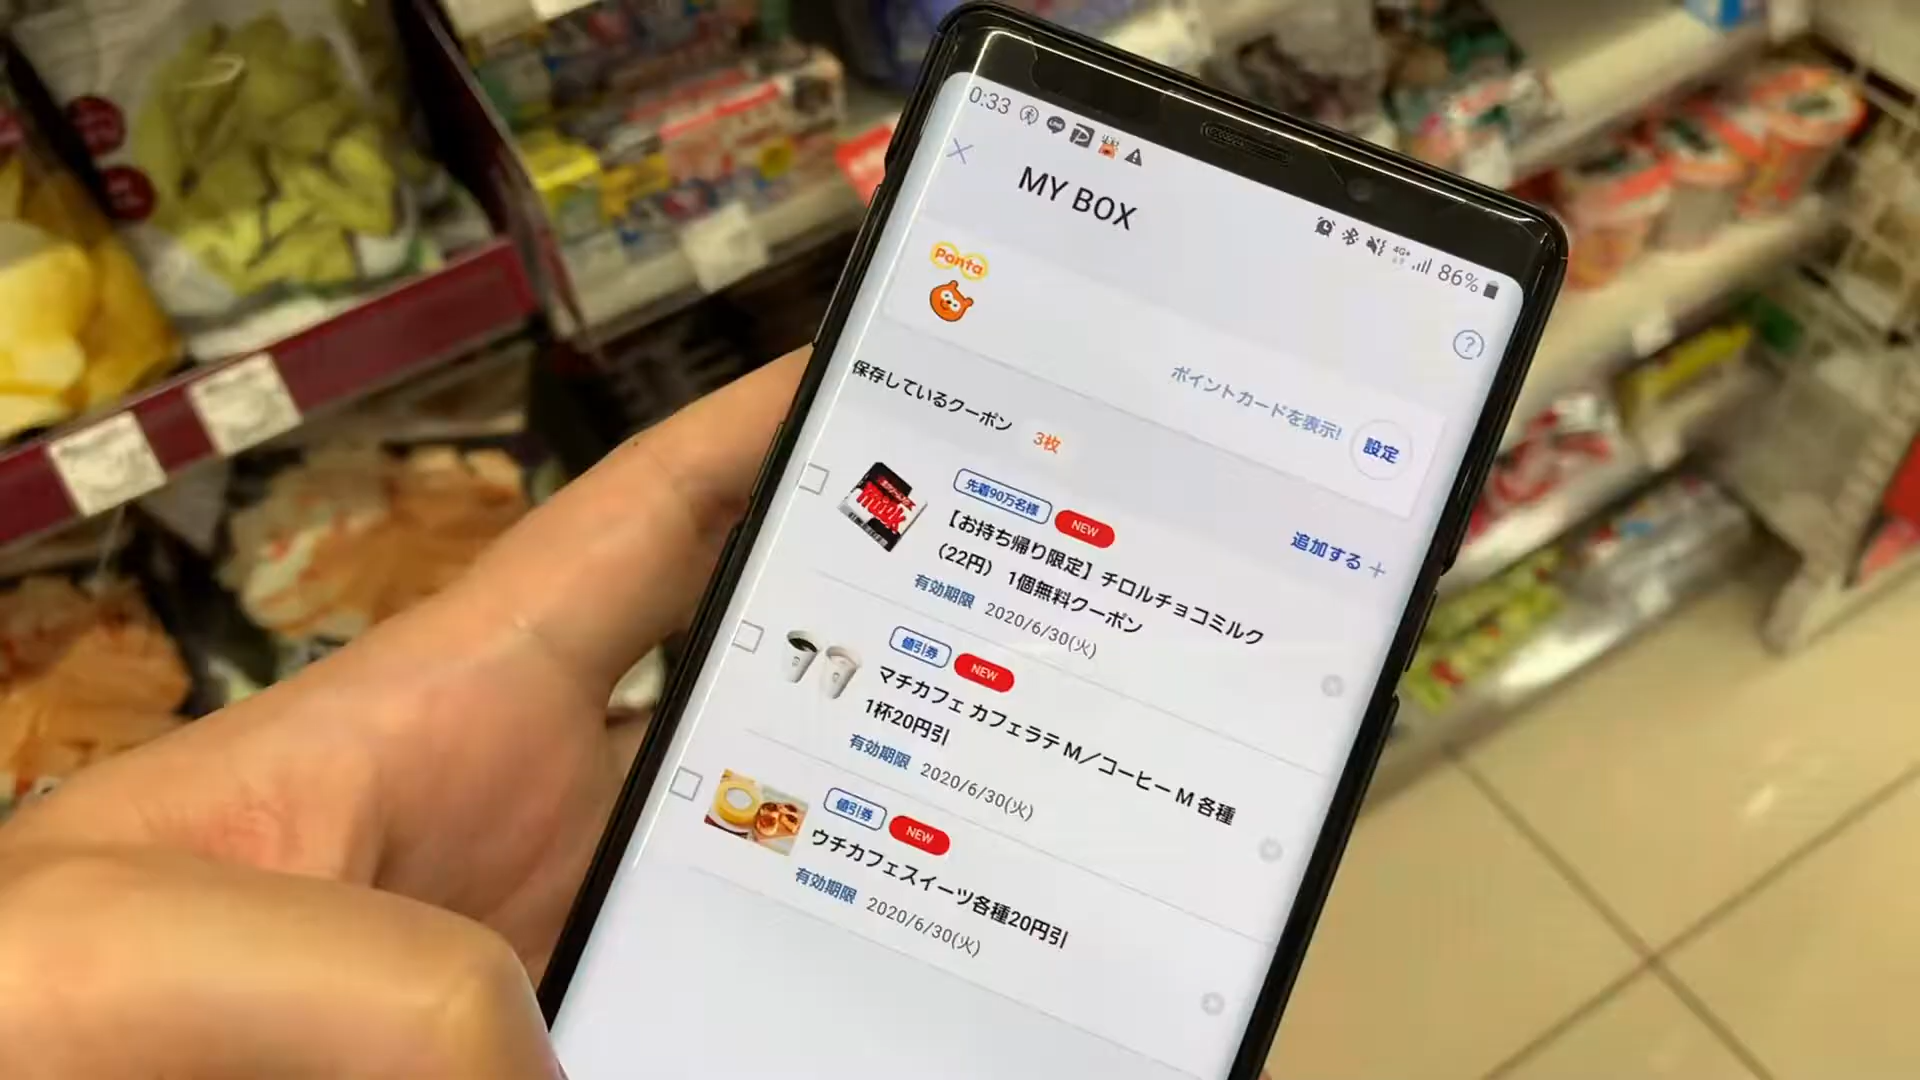 0:33
86%
MY BOX
Ponta
?
ポイントカードを表示!
設定
保存しているクーポン 3枚
追加する +
先着90万名様 NEW
【お持ち帰り限定】チロルチョコミルク
(22円) 1個無料クーポン
有効期限 2020/6/30(火)
値引券 NEW
マチカフェ カフェラテ M／コーヒー M 各種
1杯20円引
有効期限 2020/6/30(火)
値引券 NEW
ウチカフェスイーツ各種20円引
有効期限 2020/6/30(火)